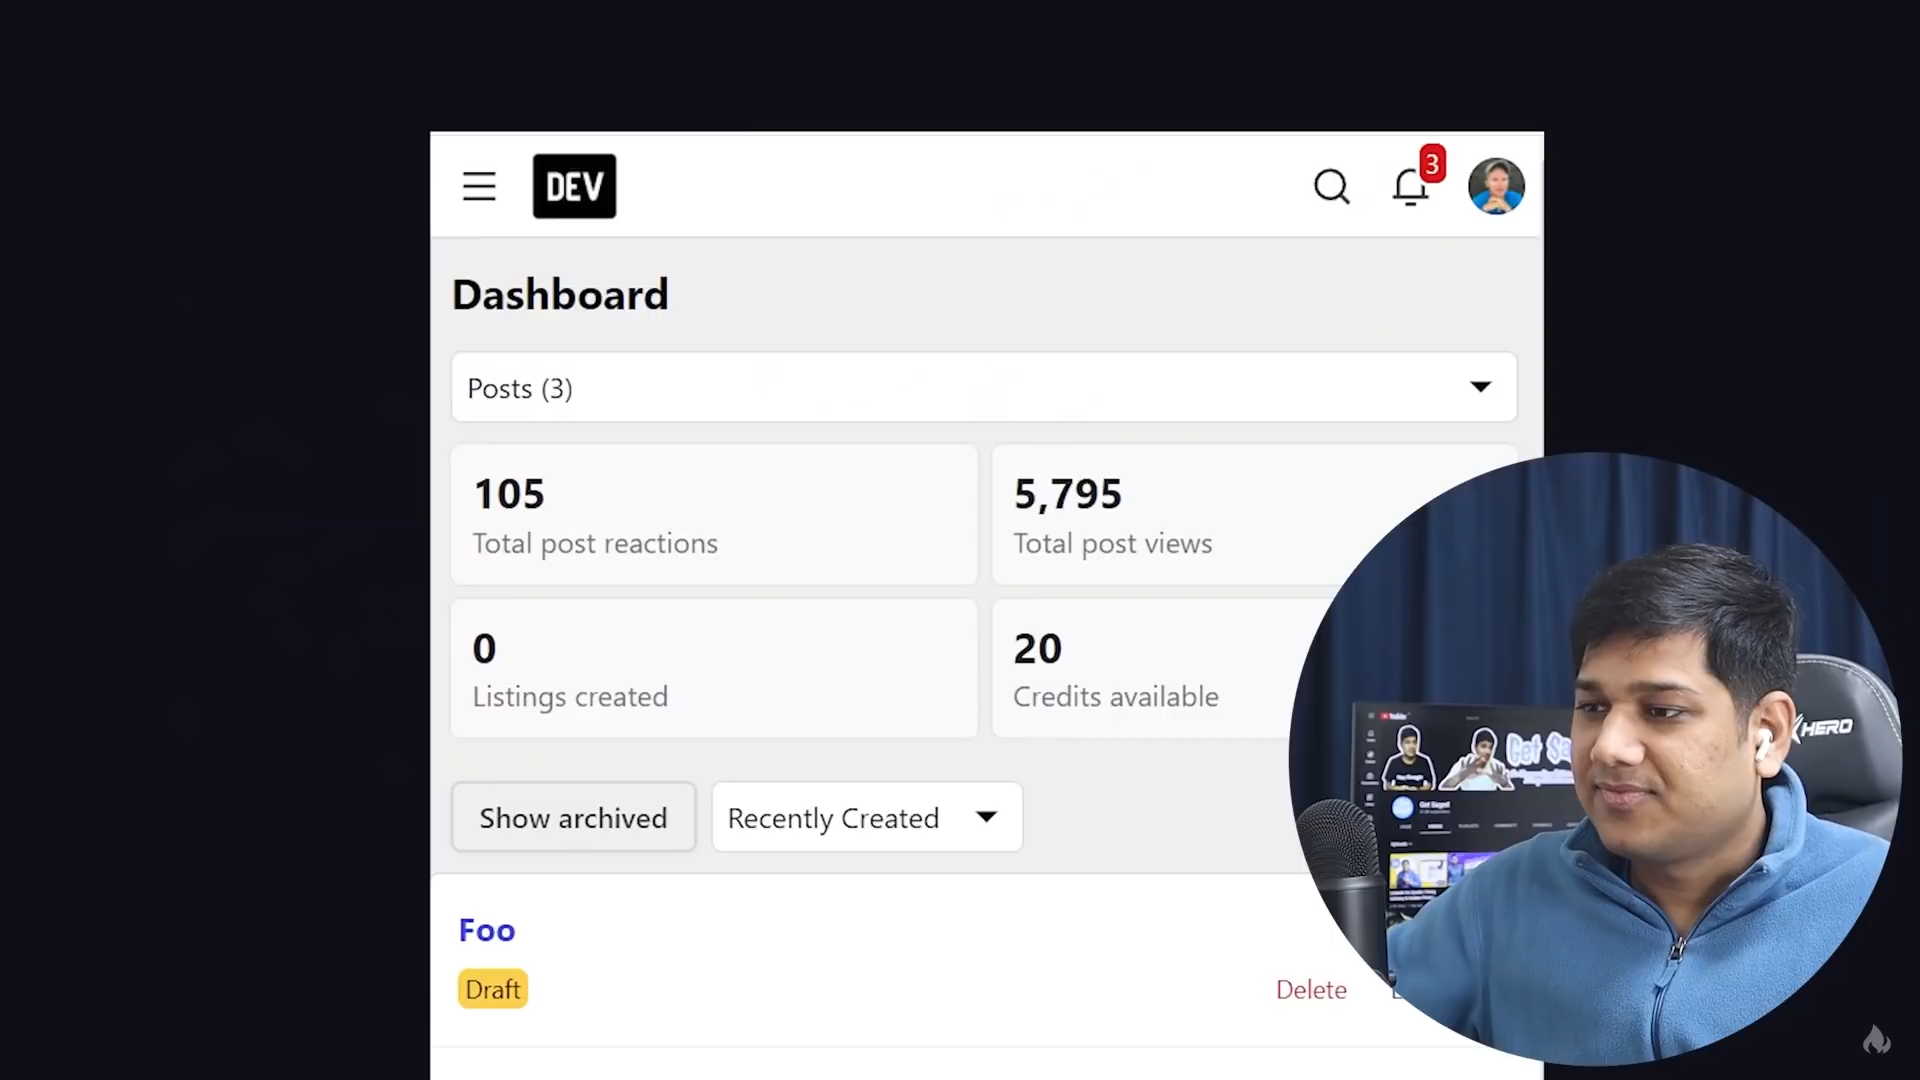 DEV
3
Dashboard
Posts (3)
105
Total post reactions
5,795
Total post views
0
Listings created
20
Credits available
Show archived
Recently Created
Foo
Draft
Delete
HERO
YouTube